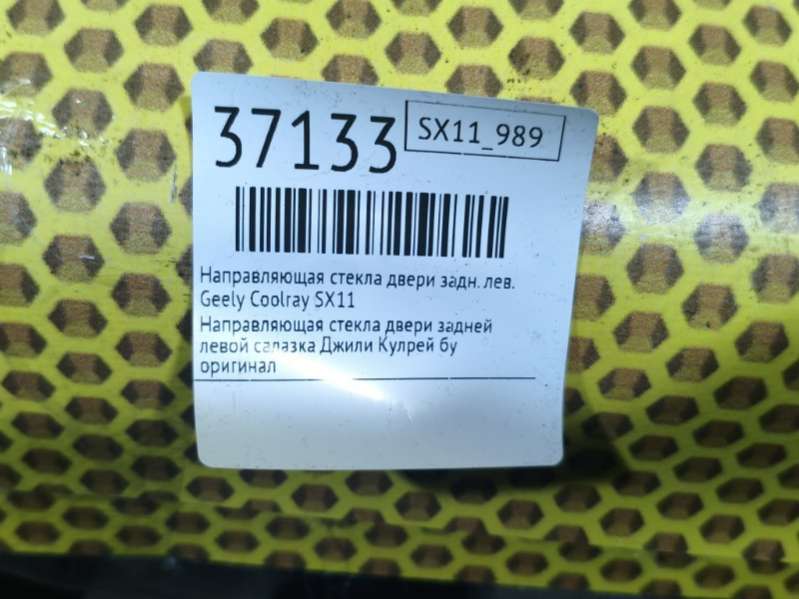 37133
SX11_989
Направляющая стекла двери задн. лев.
Geely Coolray SX11
Направляющая стекла двери задней
левой салазка Джили Кулрей бу
оригинал